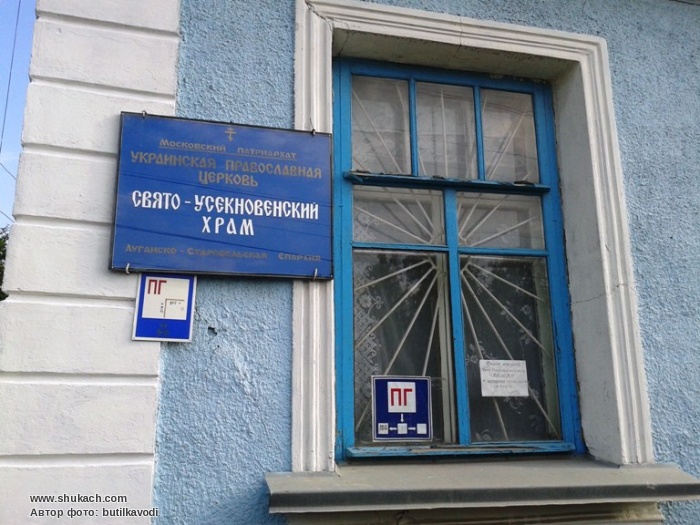 Московский патриархат
Украинская православная
церковь
Свято-Усекновенский
храм
Луганско-Старобельская епархия
ПГ
ПГ
www.shukach.com
Автор фото: butilkavodi